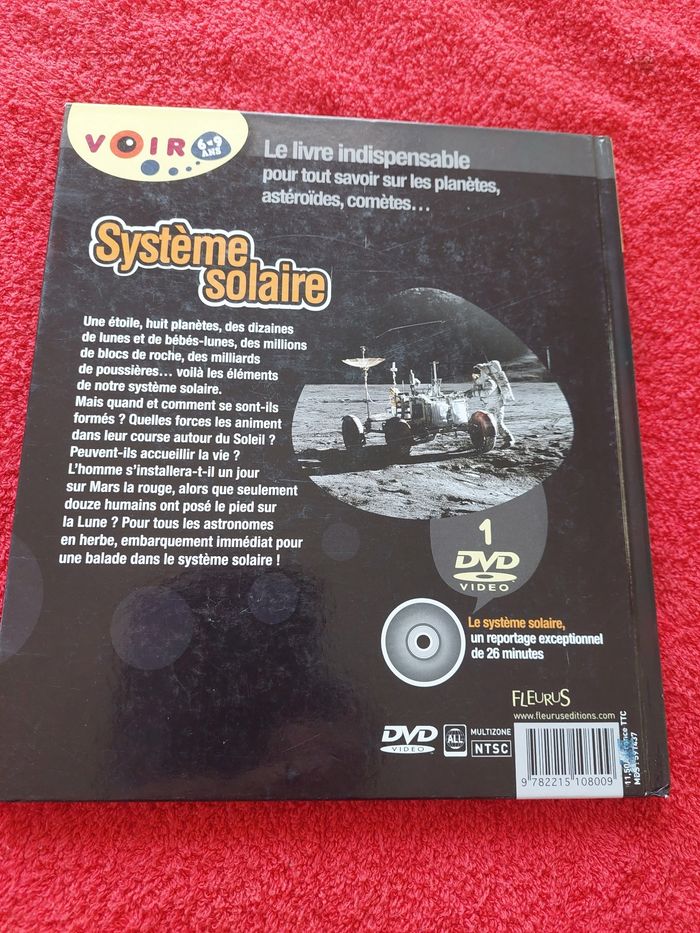 VOIR
6-9
ANS
Le livre indispensable
pour tout savoir sur les planètes,
astéroïdes, comètes...
Système
solaire
Une étoile, huit planètes, des dizaines
de lunes et de bébés-lunes, des millions
de blocs de roche, des milliards
de poussières... voilà les éléments
de notre système solaire.
Mais quand et comment se sont-ils
formés ? Quelles forces les animent
dans leur course autour du Soleil ?
Peuvent-ils accueillir la vie ?
L'homme s'installera-t-il un jour
sur Mars la rouge, alors que seulement
douze humains ont posé le pied sur
la Lune ? Pour tous les astronomes
en herbe, embarquement immédiat pour
une balade dans le système solaire !
1
DVD
VIDEO
Le système solaire,
un reportage exceptionnel
de 26 minutes
FLEURUS
www.fleuruseditions.com
DVD
VIDEO
ALL
MULTIZONE
NTSC
9 782215 108009
France TTC